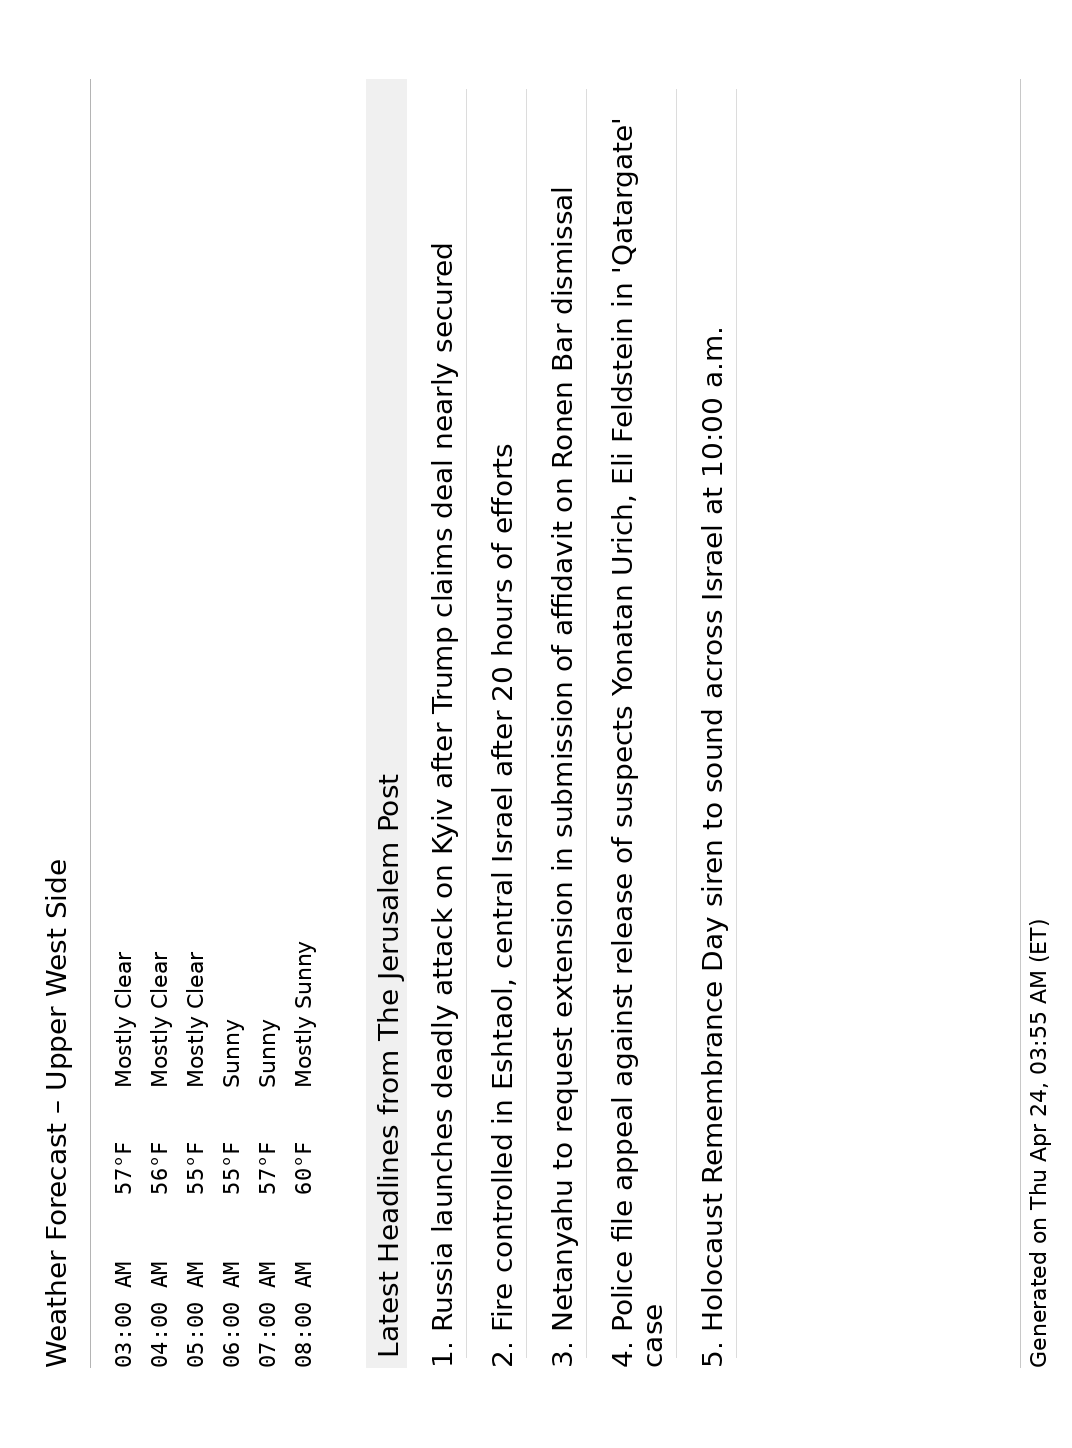 Weather Forecast – Upper West Side
03:00 AM 57°F Mostly Clear
04:00 AM 56°F Mostly Clear
05:00 AM 55°F Mostly Clear
06:00 AM 55°F Sunny
07:00 AM 57°F Sunny
08:00 AM 60°F Mostly Sunny
Latest Headlines from The Jerusalem Post
1. Russia launches deadly attack on Kyiv after Trump claims deal nearly secured
2. Fire controlled in Eshtaol, central Israel after 20 hours of efforts
3. Netanyahu to request extension in submission of affidavit on Ronen Bar dismissal
4. Police file appeal against release of suspects Yonatan Urich, Eli Feldstein in 'Qatargate'
case
5. Holocaust Remembrance Day siren to sound across Israel at 10:00 a.m.
Generated on Thu Apr 24, 03:55 AM (ET)